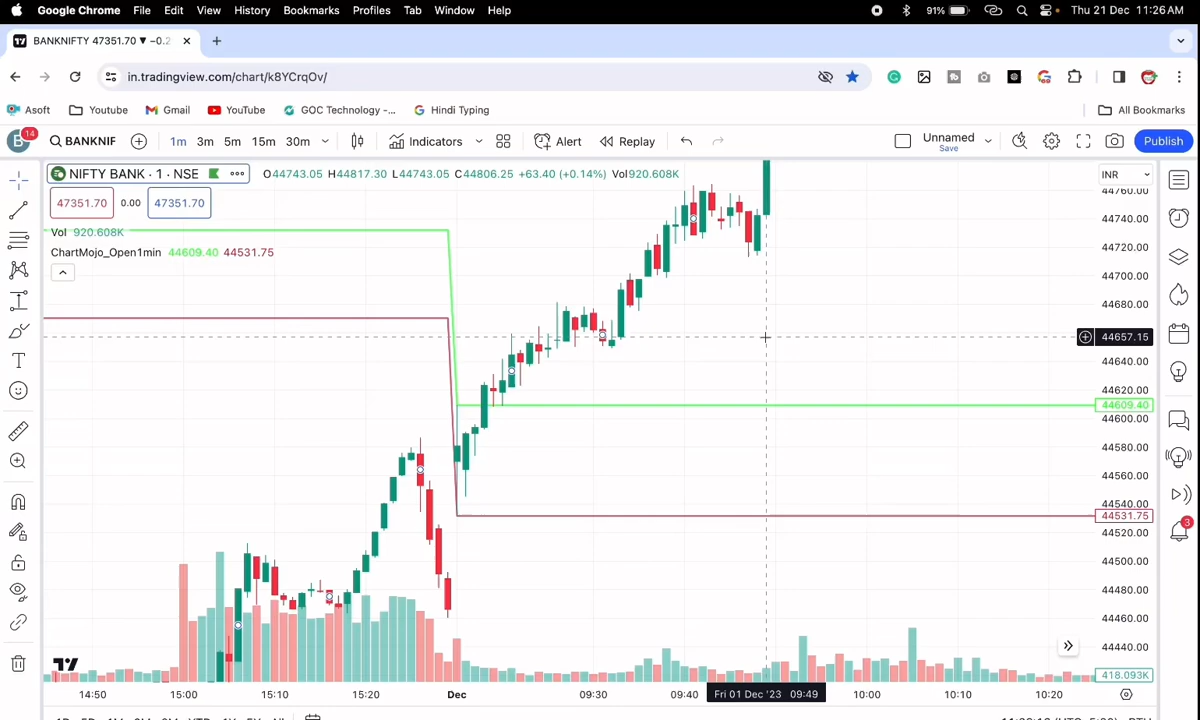 Google Chrome File Edit View History Bookmarks Profiles Tab Window Help 91% Thu 21 Dec 11:26 AM
BANKNIFTY 47351.70 ▼ −0.2
in.tradingview.com/chart/k8YCrqOv/
Asoft Youtube Gmail YouTube GOC Technology -... Hindi Typing All Bookmarks
B 14 BANKNIF 1m 3m 5m 15m 30m Indicators Alert Replay Unnamed Save Publish
NIFTY BANK · 1 · NSE O44743.05 H44817.30 L44743.05 C44806.25 +63.40 (+0.14%) Vol920.608K INR
47351.70 0.00 47351.70
Vol 920.608K
ChartMojo_Open1min 44609.40 44531.75
44760.00
44740.00
44720.00
44700.00
44680.00
44657.15
44640.00
44620.00
44609.40
44600.00
44580.00
44560.00
44540.00
44531.75
3
44520.00
44500.00
44480.00
44460.00
44440.00
418.093K
14:50 15:00 15:10 15:20 Dec 09:30 09:40 Fri 01 Dec '23 09:49 10:00 10:10 10:20